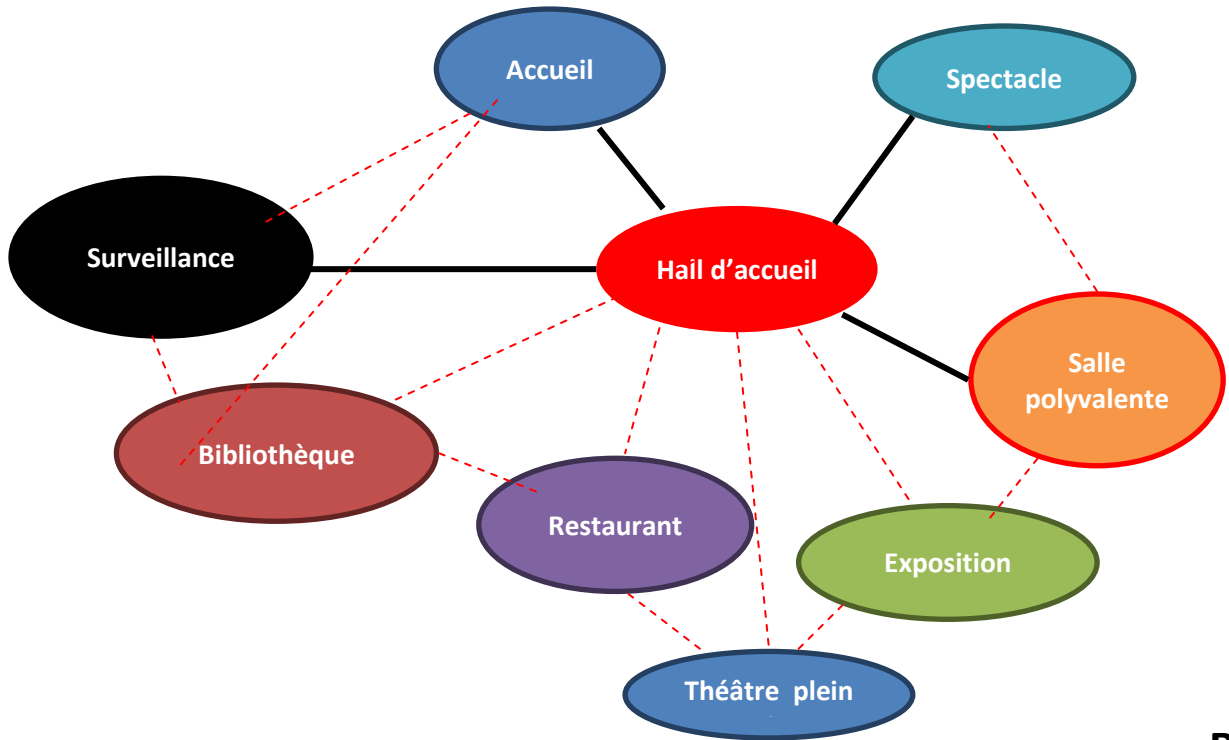 Accueil
Spectacle
Surveillance
Hall d’accueil
Salle
polyvalente
Bibliothèque
Restaurant
Exposition
Théâtre plein